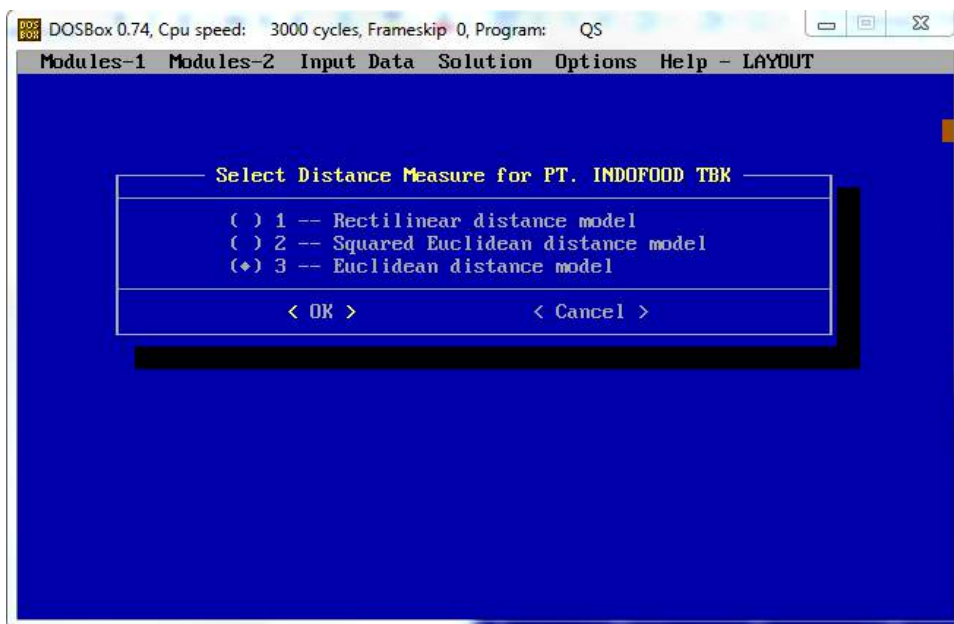 DOS BOX DOSBox 0.74, Cpu speed: 3000 cycles, Frameskip 0, Program: QS
Modules-1 Modules-2 Input Data Solution Options Help - LAYOUT
Select Distance Measure for PT. INDOFOOD TBK
( ) 1 -- Rectilinear distance model
( ) 2 -- Squared Euclidean distance model
(♦) 3 -- Euclidean distance model
< OK > < Cancel >